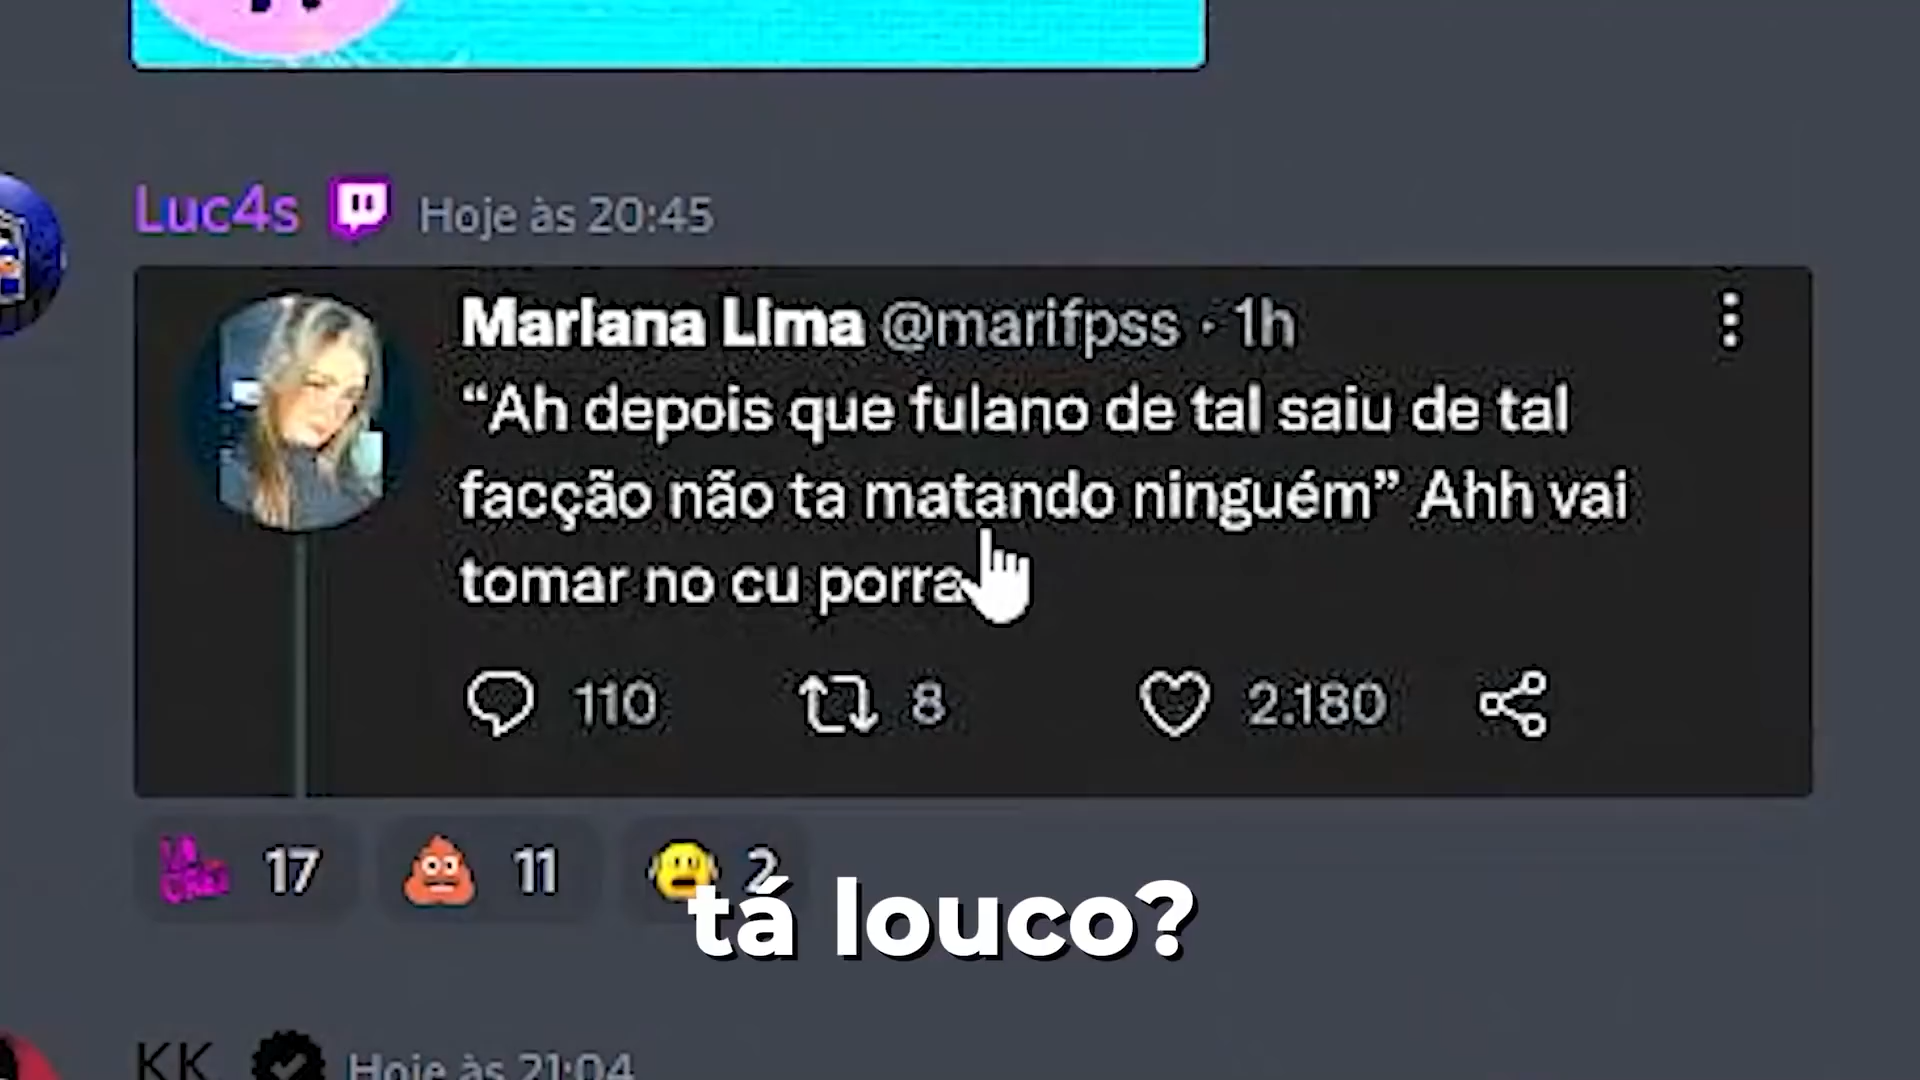 Luc4s Hoje às 20:45
Mariana Lima @marifpss · 1h
“Ah depois que fulano de tal saiu de tal
facção não ta matando ninguém” Ahh vai
tomar no cu porra
110 8 2.180
17 11 2
tá louco?
KK Hoje às 21:04